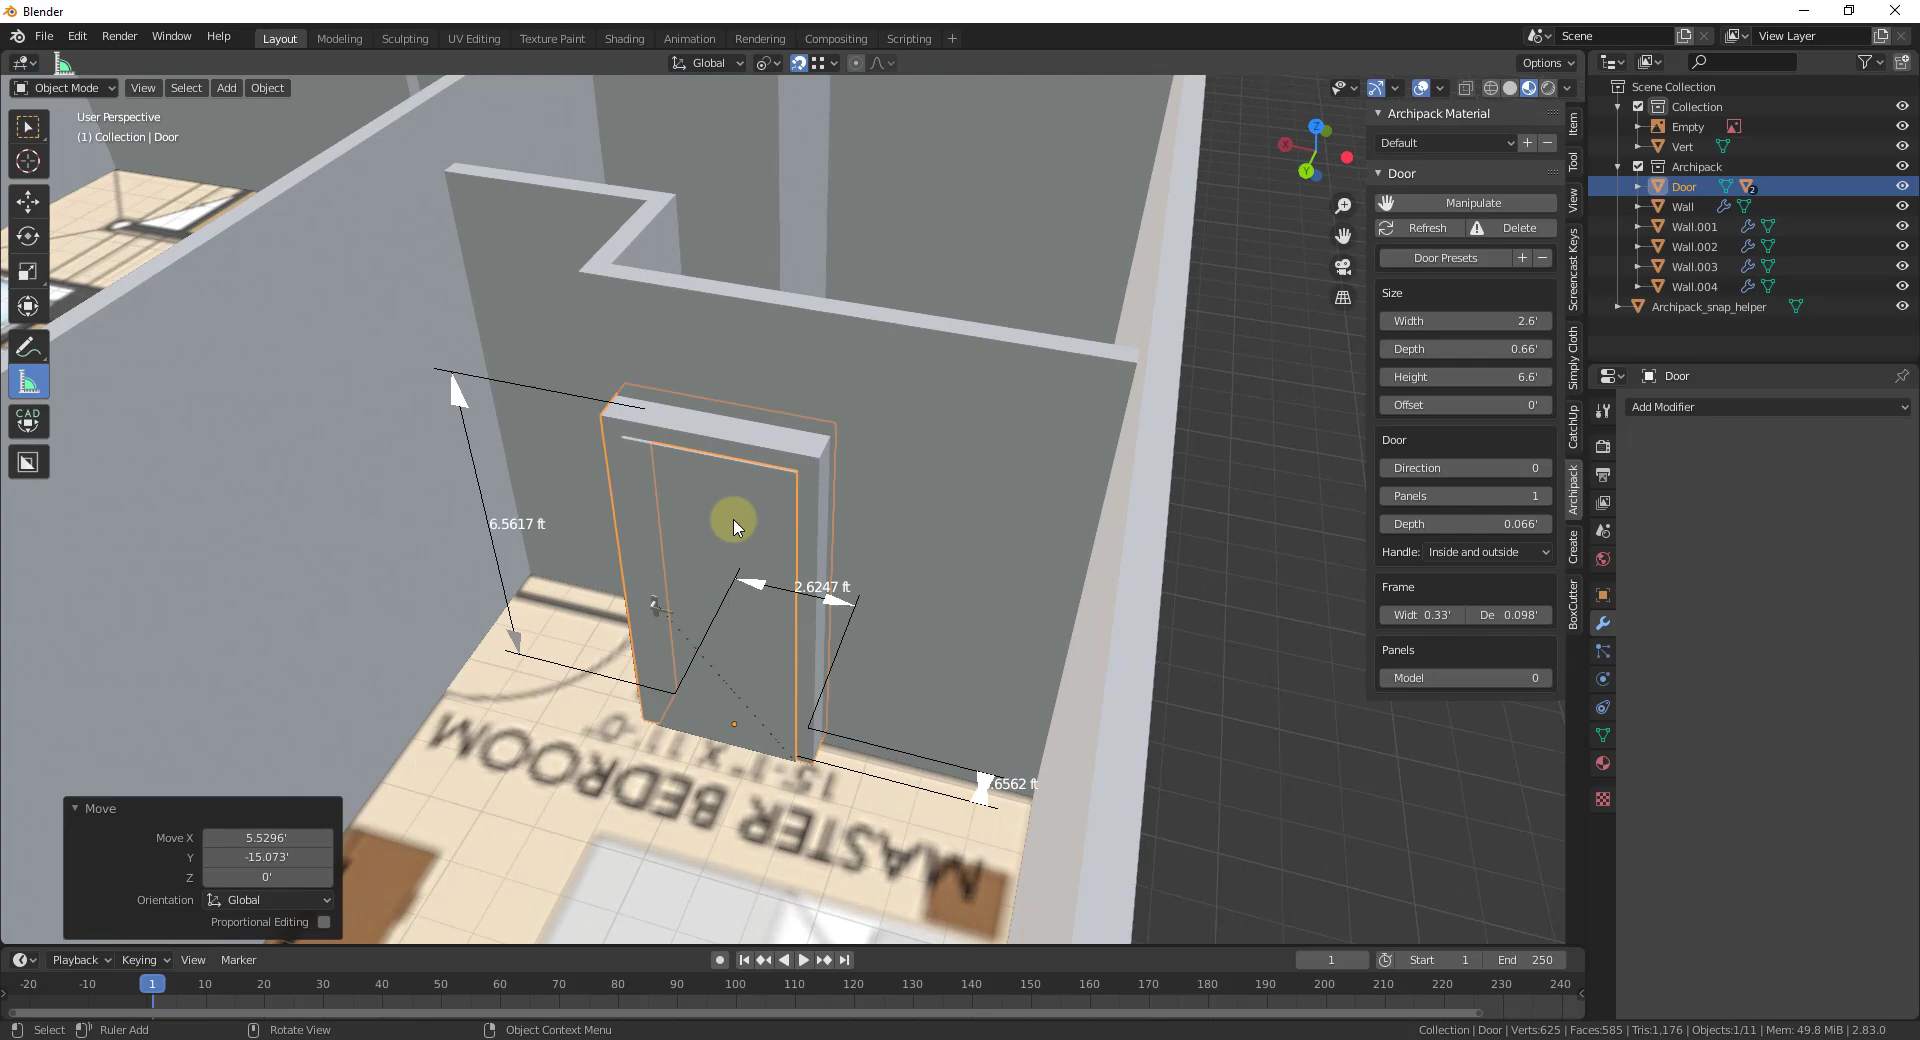 Blender
File Edit Render Window Help
Layout Modeling Sculpting UV Editing Texture Paint Shading Animation Rendering Compositing Scripting +
Scene
View Layer
Global
Options
Object Mode View Select Add Object
User Perspective
(1) Collection | Door
CAD
Z
X
Y
6.5617 ft
2.6247 ft
.6562 ft
MASTER BEDROOM
15'-1" X 11'-0"
Move
Move X 5.5296'
Y -15.073'
Z 0'
Orientation Global
Proportional Editing
Archipack Material
Default
Door
Manipulate
Refresh Delete
Door Presets
Size
Width 2.6'
Depth 0.66'
Height 6.6'
Offset 0'
Door
Direction 0
Panels 1
Depth 0.066'
Handle: Inside and outside
Frame
Widt 0.33' De 0.098'
Panels
Model 0
Item
Tool
View
Screencast Keys
Simply Cloth
CatchUp
Archipack
Create
BoxCutter
Scene Collection
Collection
Empty
Vert
Archipack
Door 2
Wall
Wall.001
Wall.002
Wall.003
Wall.004
Archipack_snap_helper
Door
Add Modifier
Playback Keying View Marker
1 Start 1 End 250
-20 -10 1 10 20 30 40 50 60 70 80 90 100 110 120 130 140 150 160 170 180 190 200 210 220 230 240
Select Ruler Add Rotate View Object Context Menu
Collection | Door | Verts:625 | Faces:585 | Tris:1,176 | Objects:1/11 | Mem: 49.8 MiB | 2.83.0